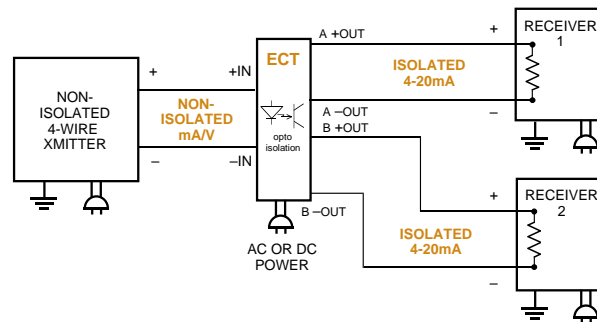 NON-
ISOLATED
4-WIRE
XMITTER
+
–
NON-
ISOLATED
mA/V
+IN
–IN
ECT
opto
isolation
AC OR DC
POWER
A +OUT
A –OUT
B +OUT
B –OUT
ISOLATED
4-20mA
+
–
RECEIVER
1
ISOLATED
4-20mA
+
–
RECEIVER
2